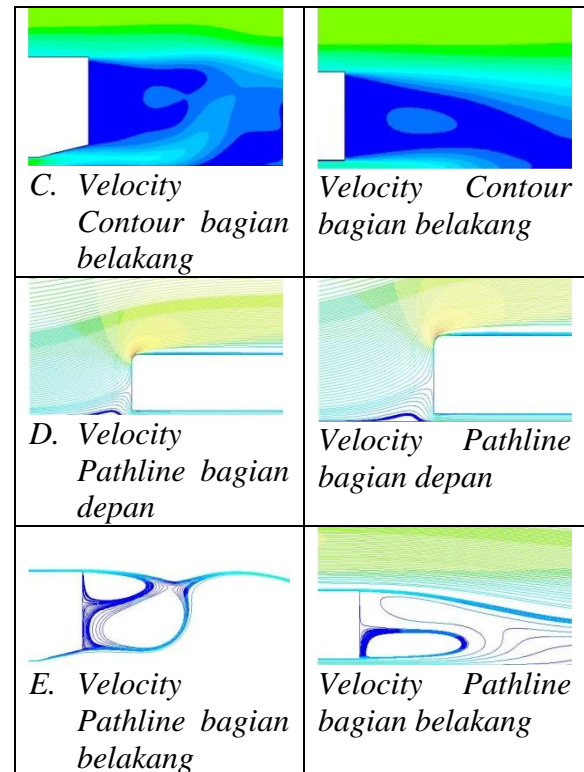 C. Velocity
Contour bagian
belakang
Velocity Contour
bagian belakang
D. Velocity
Pathline bagian
depan
Velocity Pathline
bagian depan
E. Velocity
Pathline bagian
belakang
Velocity Pathline
bagian belakang